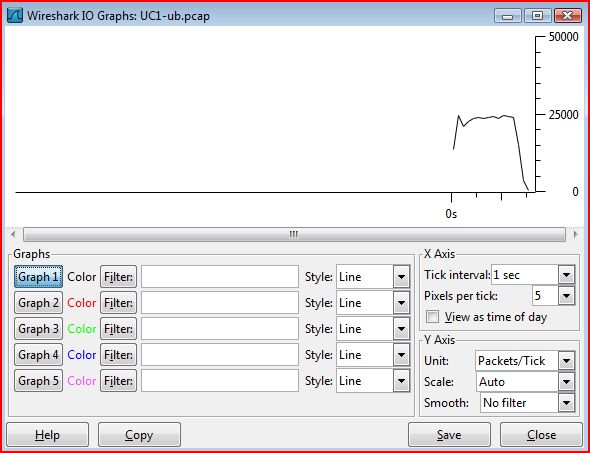 Wireshark IO Graphs: UC1-ub.pcap
50000
25000
0
0s
Graphs
Graph 1 Color Filter: Style: Line
Graph 2 Color Filter: Style: Line
Graph 3 Color Filter: Style: Line
Graph 4 Color Filter: Style: Line
Graph 5 Color Filter: Style: Line
X Axis
Tick interval: 1 sec
Pixels per tick: 5
View as time of day
Y Axis
Unit: Packets/Tick
Scale: Auto
Smooth: No filter
Help Copy Save Close